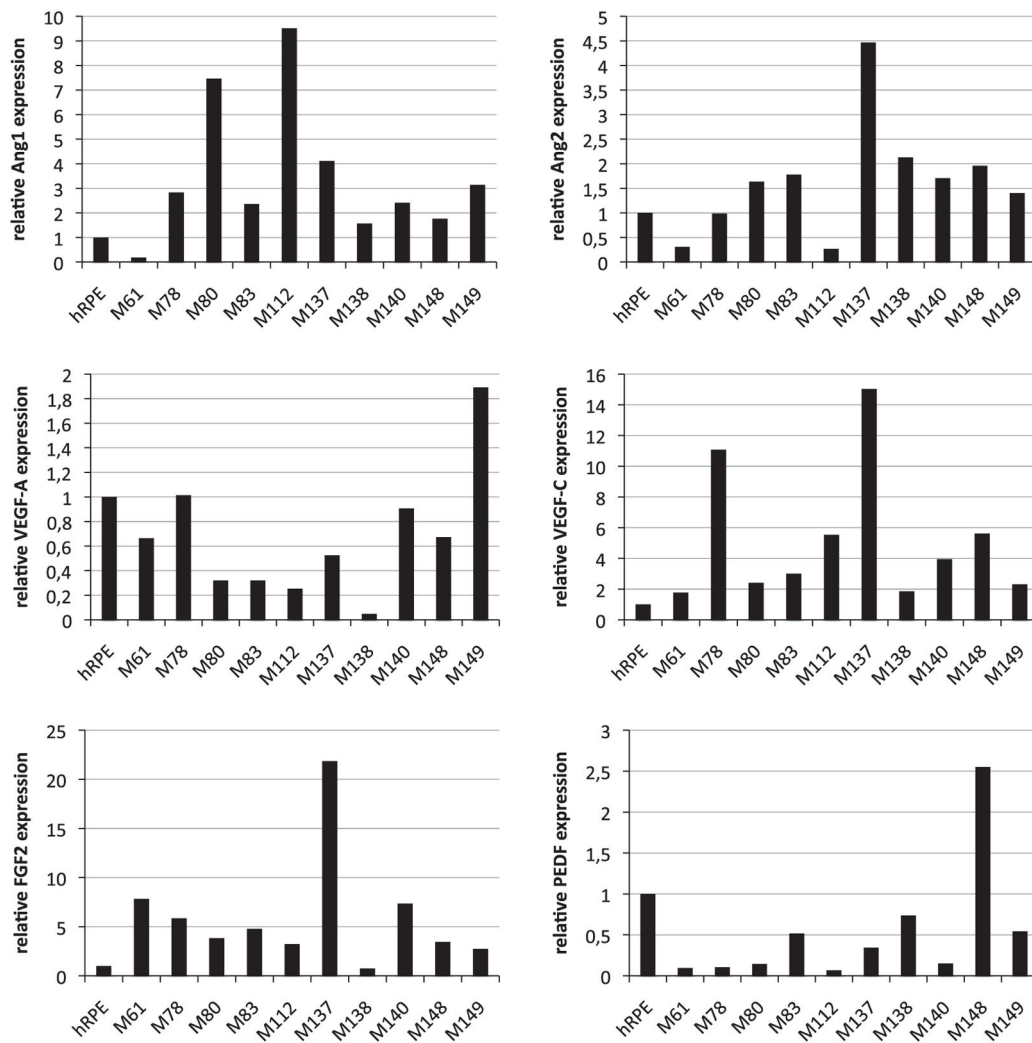 relative Ang1 expression
10
9
8
7
6
5
4
3
2
1
0
hRPE
M61
M78
M80
M83
M112
M137
M138
M140
M148
M149
relative Ang2 expression
5
4,5
4
3,5
3
2,5
2
1,5
1
0,5
0
hRPE
M61
M78
M80
M83
M112
M137
M138
M140
M148
M149
relative VEGF-A expression
2
1,8
1,6
1,4
1,2
1
0,8
0,6
0,4
0,2
0
hRPE
M61
M78
M80
M83
M112
M137
M138
M140
M148
M149
relative VEGF-C expression
16
14
12
10
8
6
4
2
0
hRPE
M61
M78
M80
M83
M112
M137
M138
M140
M148
M149
relative FGF2 expression
25
20
15
10
5
0
hRPE
M61
M78
M80
M83
M112
M137
M138
M140
M148
M149
relative PEDF expression
3
2,5
2
1,5
1
0,5
0
hRPE
M61
M78
M80
M83
M112
M137
M138
M140
M148
M149